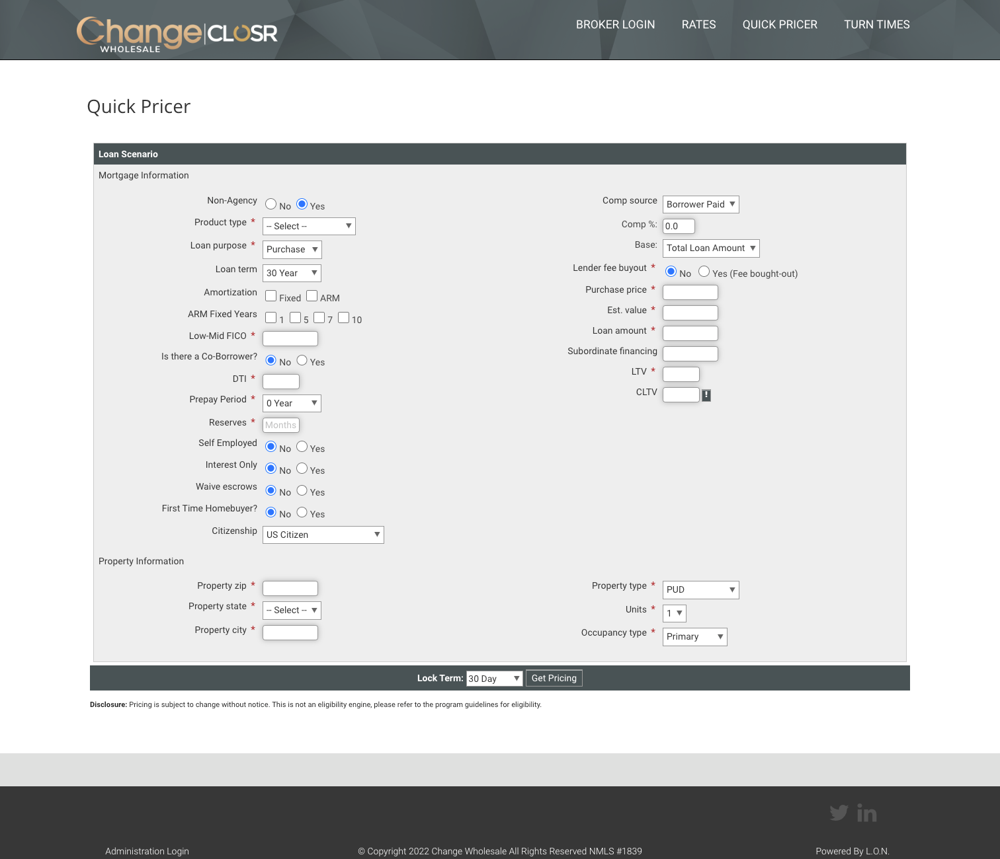 Change | CLOSR
WHOLESALE
BROKER LOGIN RATES QUICK PRICER TURN TIMES
Quick Pricer
Loan Scenario
Mortgage Information
Non-Agency No Yes
Product type * -- Select --
Loan purpose * Purchase
Loan term 30 Year
Amortization Fixed ARM
ARM Fixed Years 1 5 7 10
Low-Mid FICO *
Is there a Co-Borrower? No Yes
DTI *
Prepay Period * 0 Year
Reserves * Months
Self Employed No Yes
Interest Only No Yes
Waive escrows No Yes
First Time Homebuyer? No Yes
Citizenship US Citizen
Comp source Borrower Paid
Comp %: 0.0
Base: Total Loan Amount
Lender fee buyout * No Yes (Fee bought-out)
Purchase price *
Est. value *
Loan amount *
Subordinate financing
LTV *
CLTV !
Property Information
Property zip *
Property state * -- Select --
Property city *
Property type * PUD
Units * 1
Occupancy type * Primary
Lock Term: 30 Day Get Pricing
Disclosure: Pricing is subject to change without notice. This is not an eligibility engine, please refer to the program guidelines for eligibility.
in
Administration Login © Copyright 2022 Change Wholesale All Rights Reserved NMLS #1839 Powered By L.O.N.